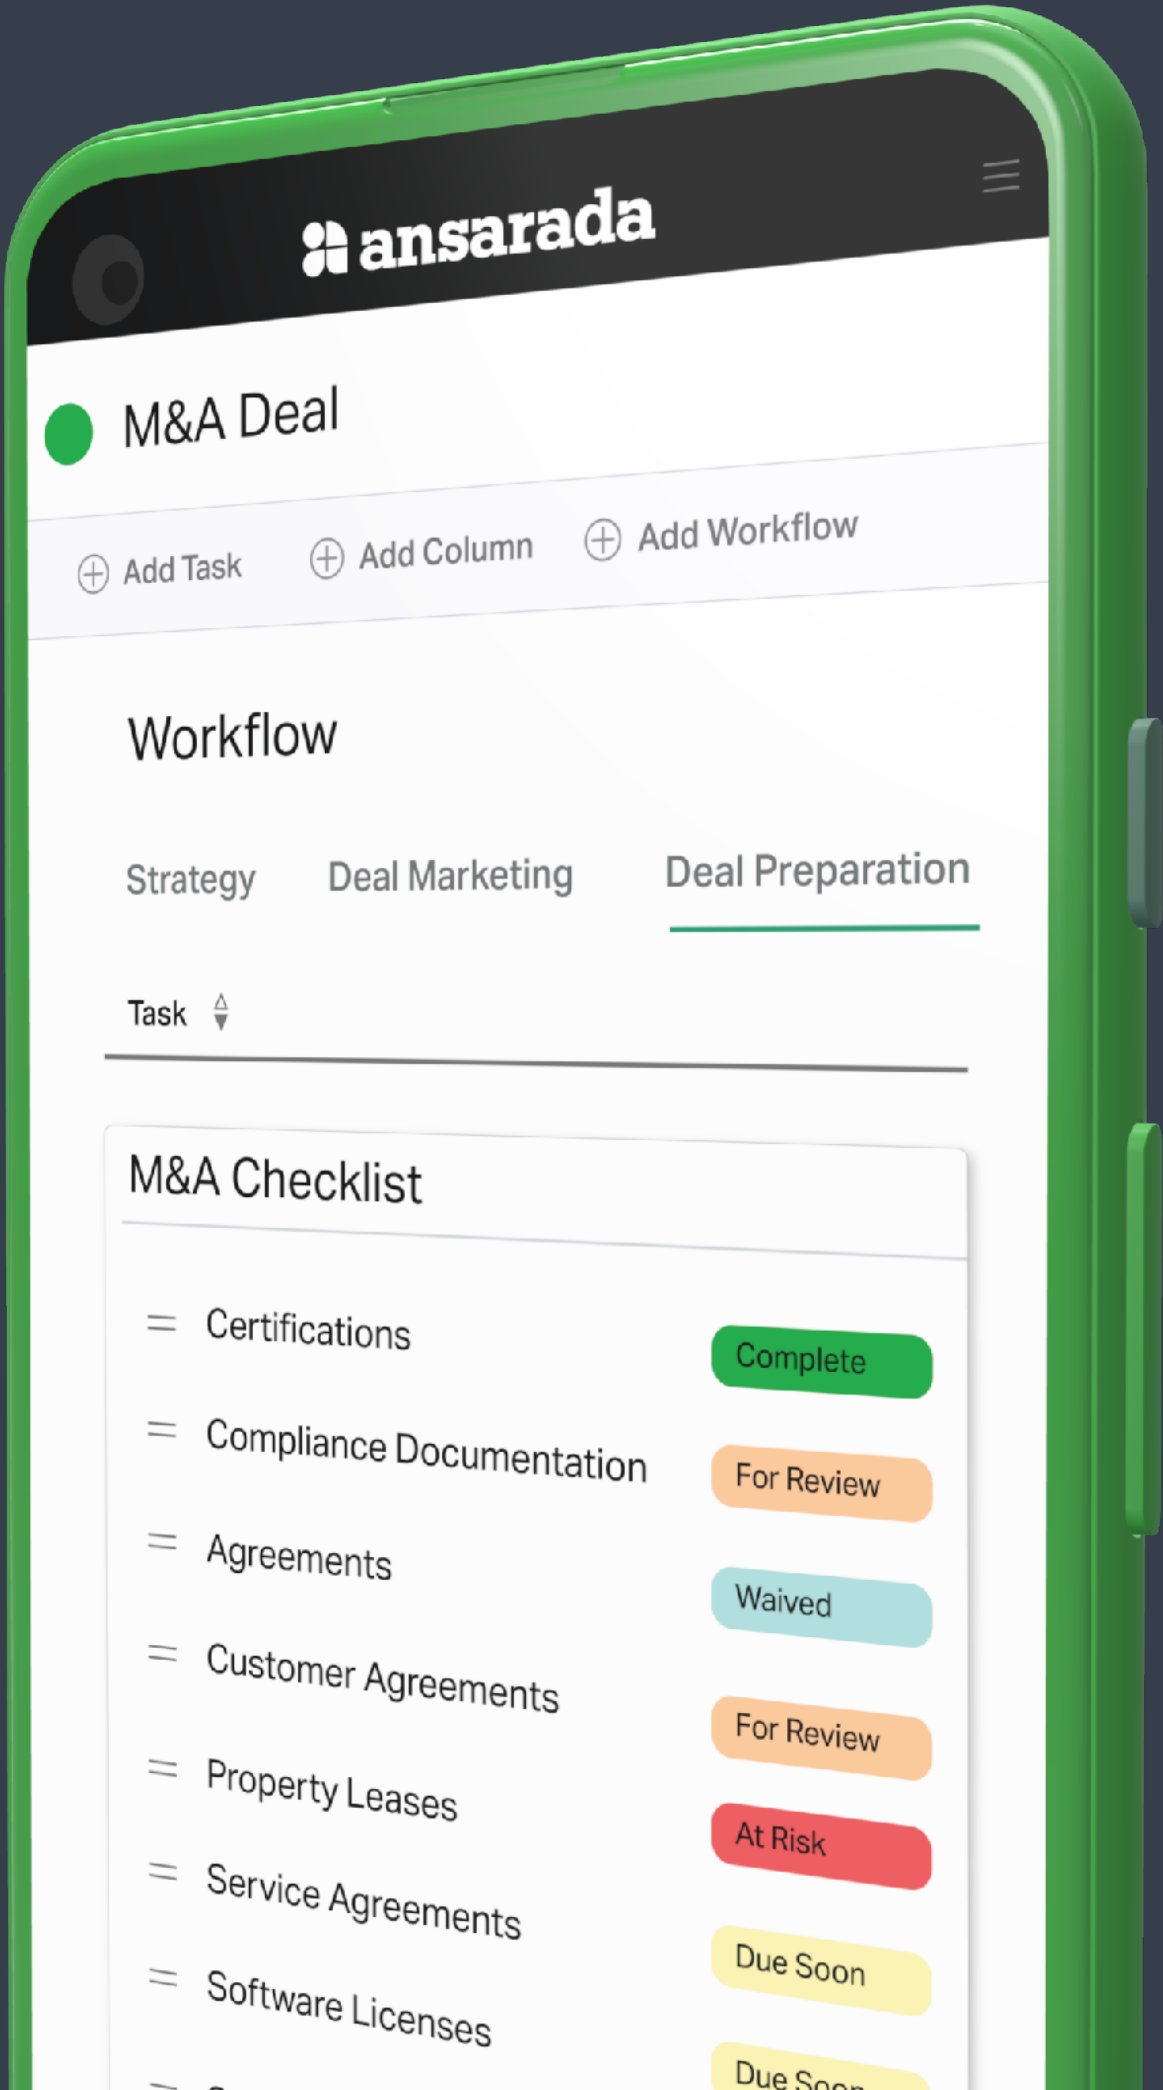 ansarada
M&A Deal
Add Task Add Column Add Workflow
Workflow
Strategy Deal Marketing Deal Preparation
Task
M&A Checklist
Certifications Complete
Compliance Documentation For Review
Agreements Waived
Customer Agreements For Review
Property Leases At Risk
Service Agreements Due Soon
Software Licenses Due Soon